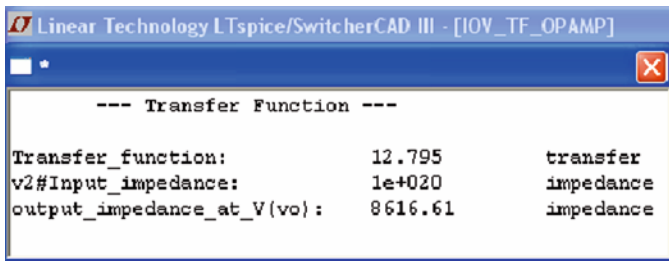 Linear Technology LTspice/SwitcherCAD III - [IOV_TF_OPAMP]
*
--- Transfer Function ---
Transfer_function: 12.795 transfer
v2#Input_impedance: 1e+020 impedance
output_impedance_at_V(vo): 8616.61 impedance